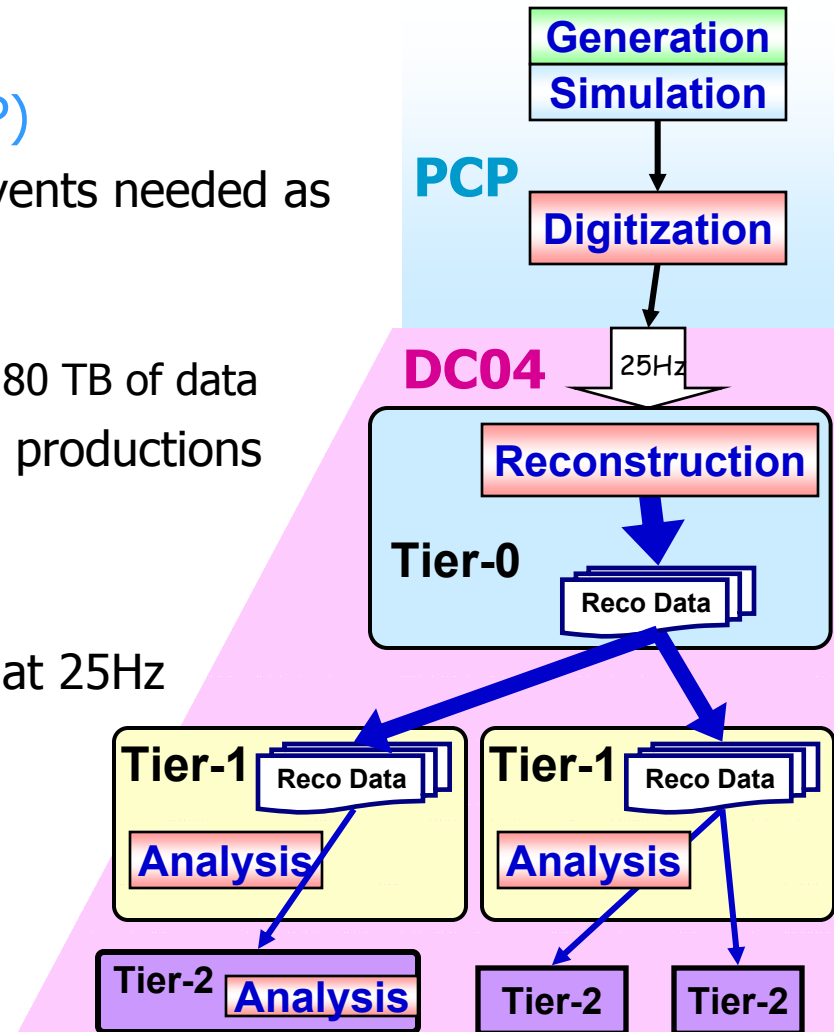 P)
vents needed as
80 TB of data
productions
at 25Hz
Generation
Simulation
PCP
Digitization
DC04
25Hz
Reconstruction
Tier-0
Reco Data
Tier-1
Reco Data
Analysis
Tier-1
Reco Data
Analysis
Tier-2
Analysis
Tier-2
Tier-2